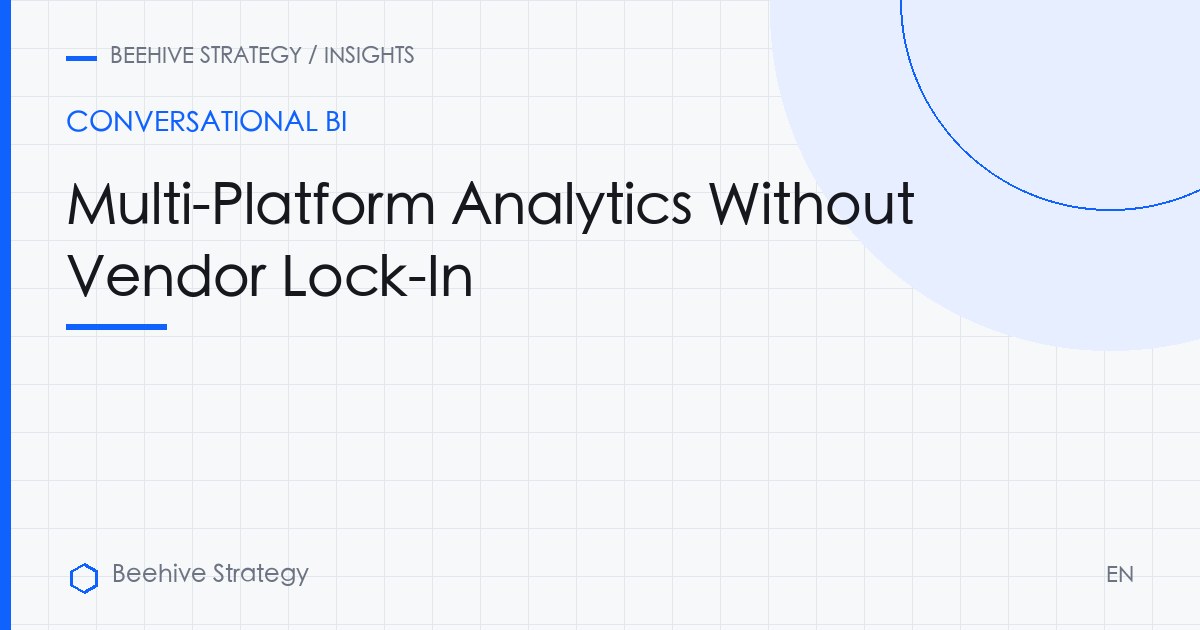 BEEHIVE STRATEGY / INSIGHTS
CONVERSATIONAL BI
Multi-Platform Analytics Without
Vendor Lock-In
Beehive Strategy
EN